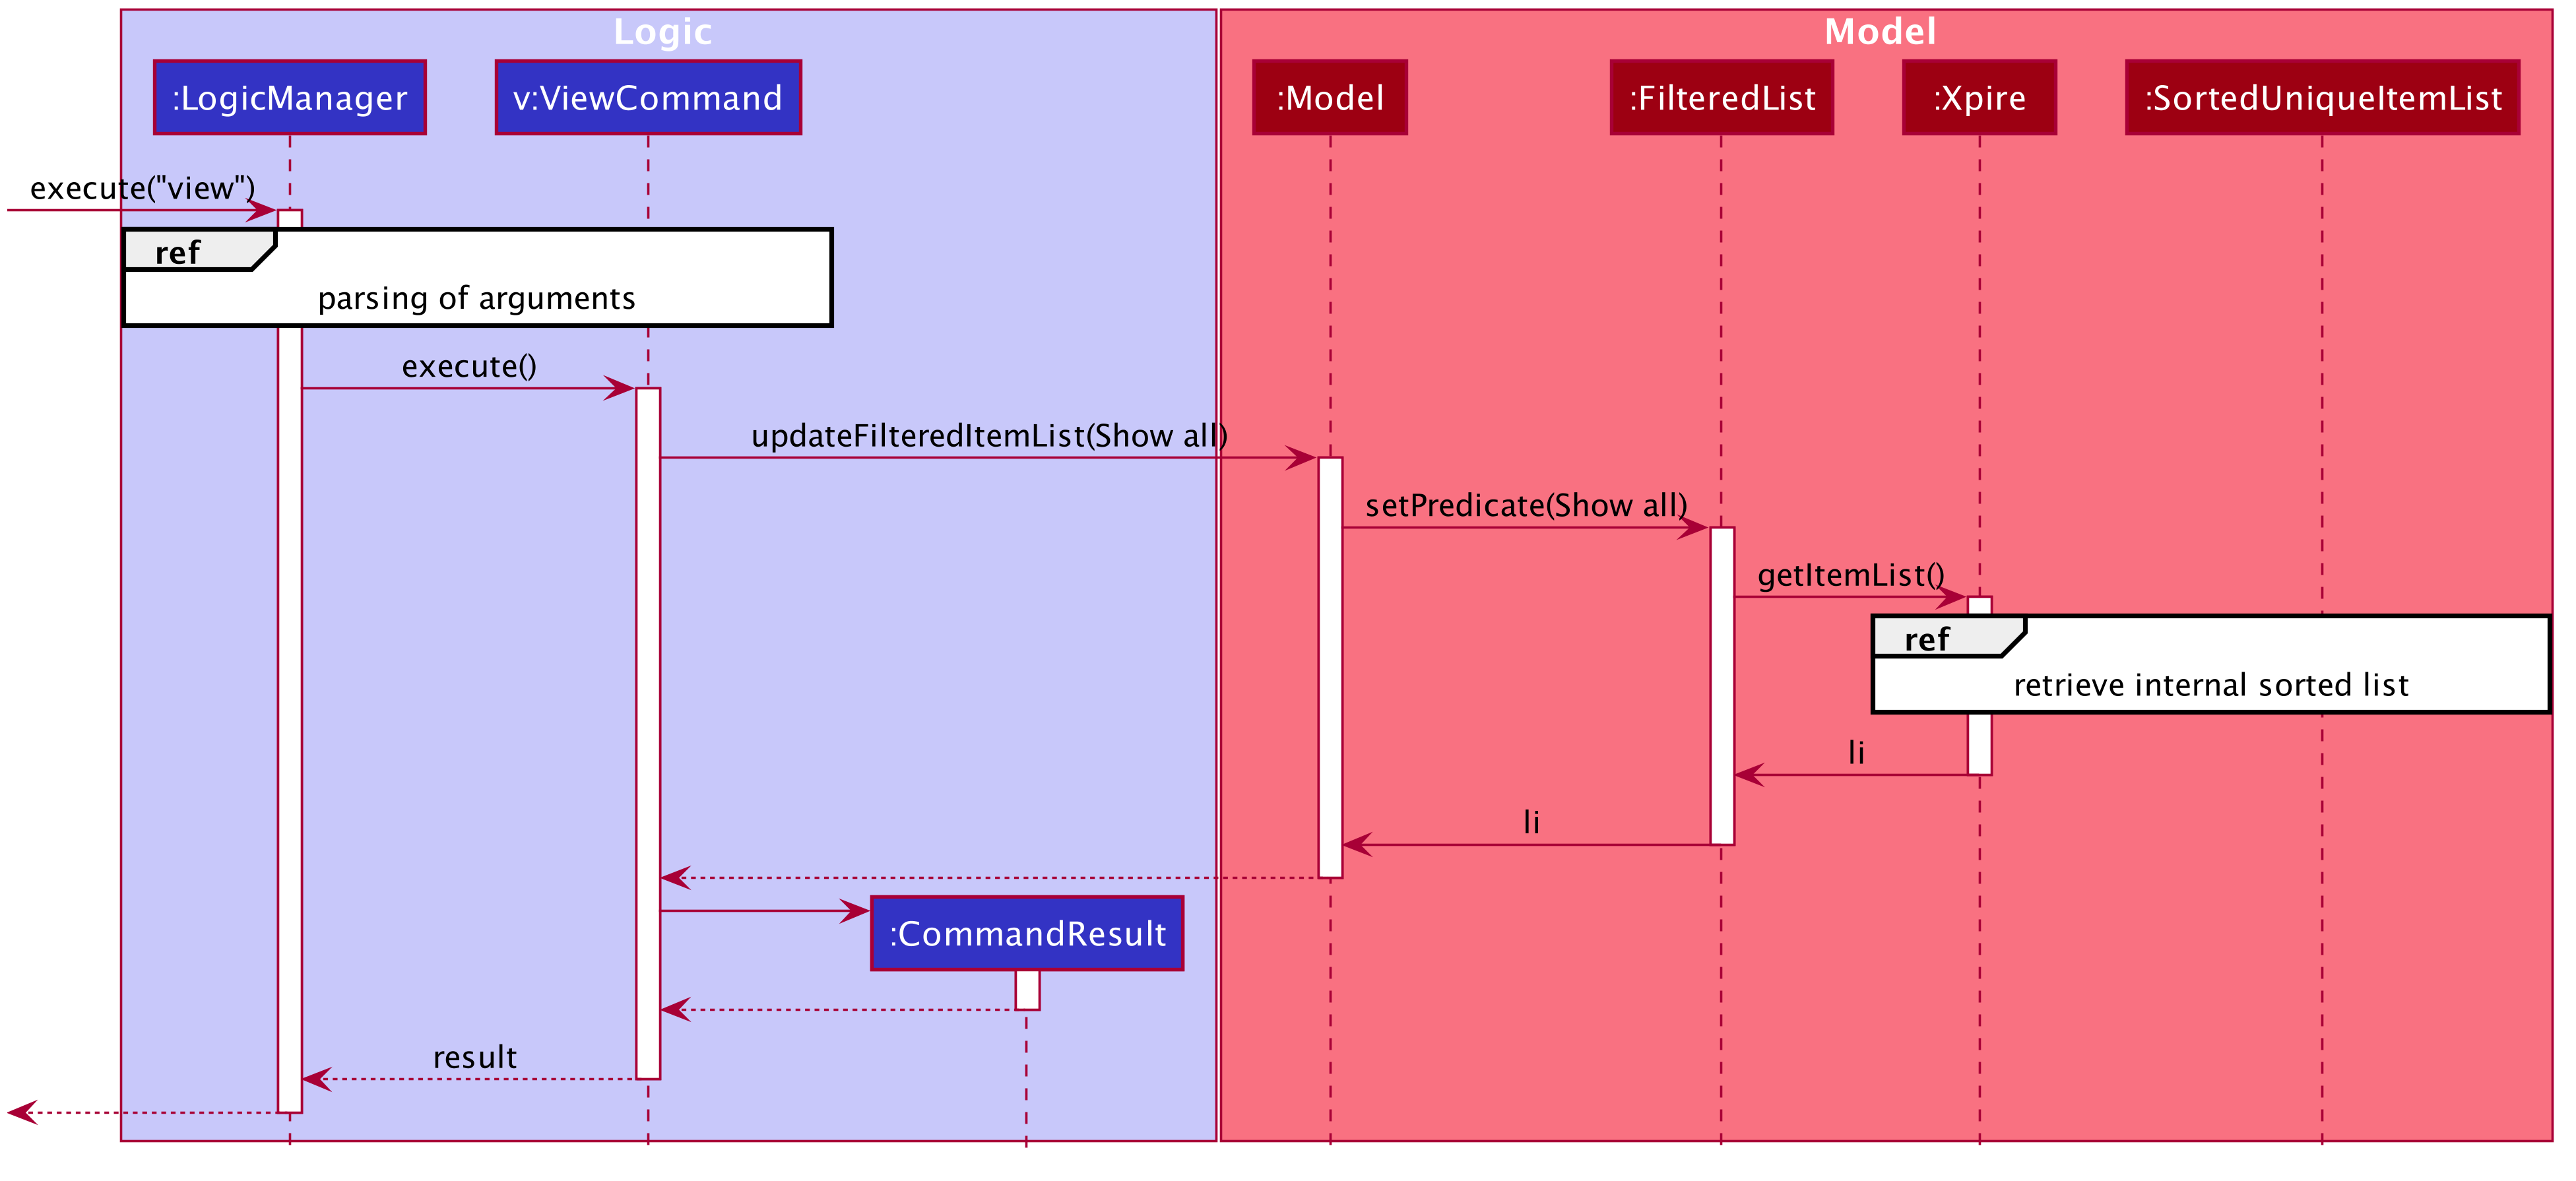 Logic
Model
:LogicManager
v:ViewCommand
:Model
:FilteredList
:Xpire
:SortedUniqueItemList
execute("view")
ref
parsing of arguments
execute()
updateFilteredItemList(Show all)
setPredicate(Show all)
getItemList()
ref
retrieve internal sorted list
li
li
:CommandResult
result